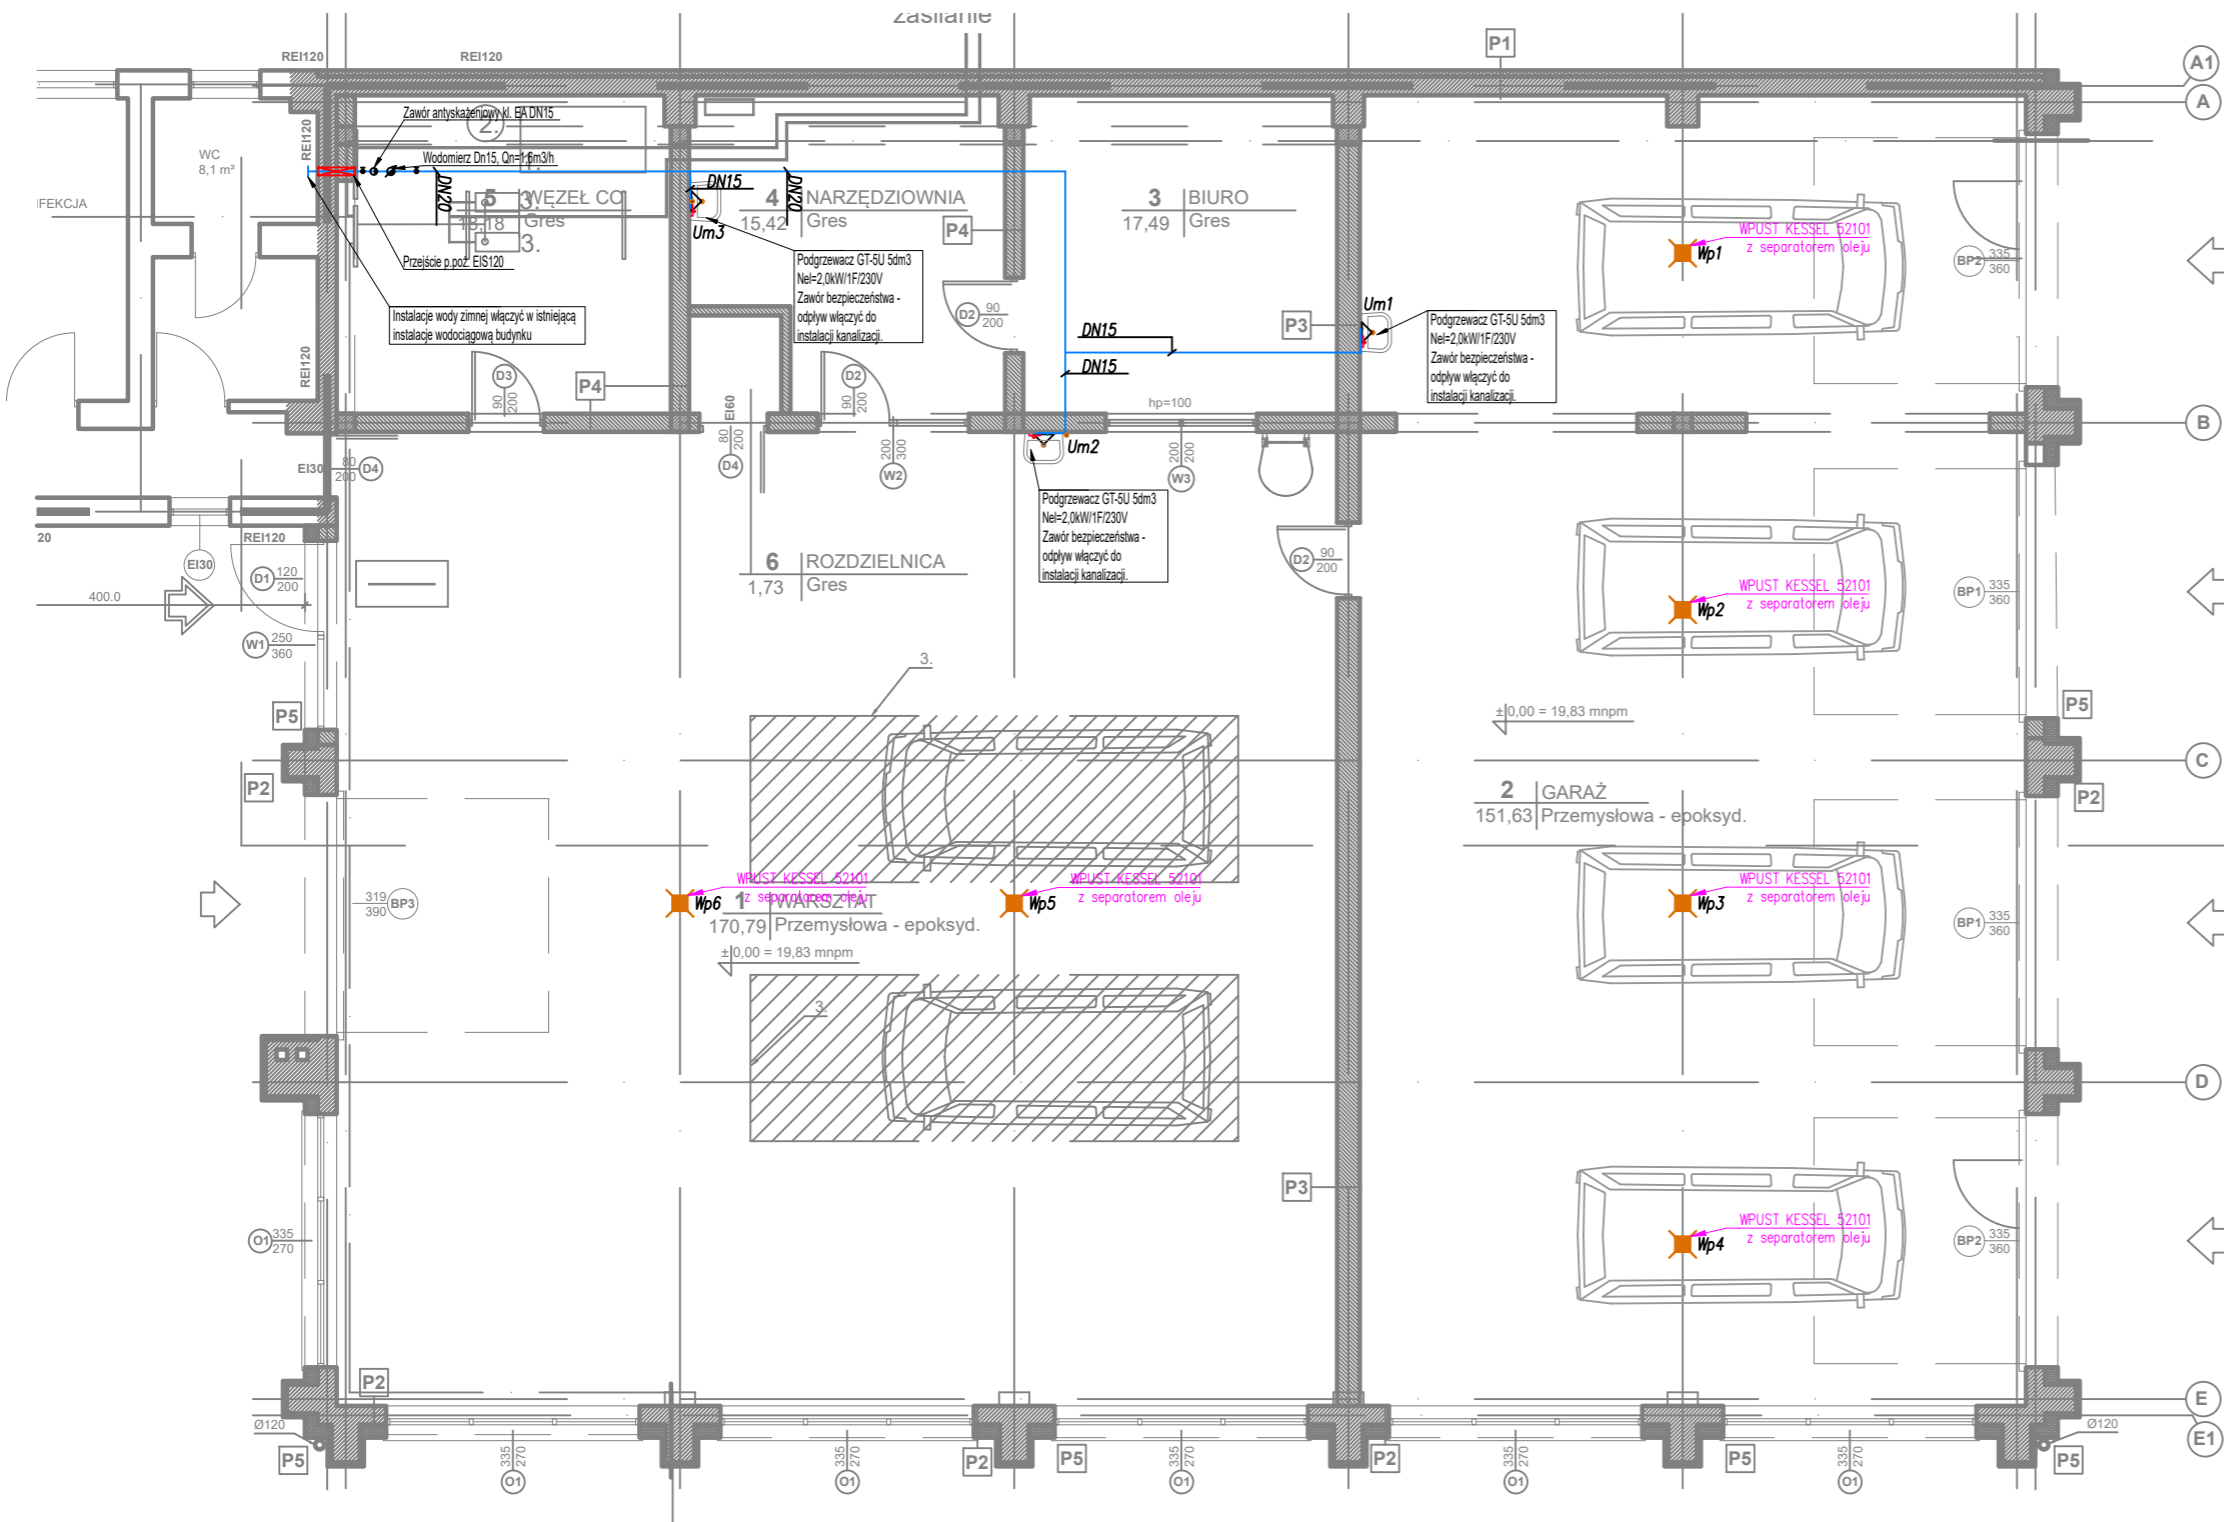 zasilanie
REI120
REI120
P1
A1
A
REI120
Zawór antyskażeniowy kl. EA DN15
2.
WC
8,1 m²
Wodomierz Dn15, Qn=1,6m3/h
IFEKCJA
DN20
5 WĘZEŁ CO
18,18 Gres
3.
3.
Przejście p.poż. EIS120
DN15
DN20
Um3
4 NARZĘDZIOWNIA
15,42 Gres
P4
3 BIURO
17,49 Gres
WPUST KESSEL 52101
z separatorem oleju
Wp1
BP2 335
360
Instalacje wody zimnej włączyć w istniejącą
instalacje wodociągową budynku
Podgrzewacz GT-5U 5dm3
Nel=2,0kW/1F/230V
Zawór bezpieczeństwa -
odpływ włączyć do
instalacji kanalizacji.
D2 90
200
P3
Um1
Podgrzewacz GT-5U 5dm3
Nel=2,0kW/1F/230V
Zawór bezpieczeństwa -
odpływ włączyć do
instalacji kanalizacji.
DN15
DN15
REI120
D3
90
200
P4
EI60
80
200
D4
D2
90
200
hp=100
B
EI30 80
200 D4
200
300
W2
Um2
200
200
W3
Podgrzewacz GT-5U 5dm3
Nel=2,0kW/1F/230V
Zawór bezpieczeństwa -
odpływ włączyć do
instalacji kanalizacji.
20
REI120
EI30
D1 120
200
400.0
6 ROZDZIELNICA
1,73 Gres
D2 90
200
WPUST KESSEL 52101
z separatorem oleju
Wp2
BP1 335
360
W1 250
360
3.
P5
±0,00 = 19,83 mnpm
P5
C
P2
2 GARAŻ
151,63 Przemysłowa - epoksyd.
P2
319
390 BP3
WPUST KESSEL 52101
z separatorem oleju
Wp6
1 WARSZTAT
170,79 Przemysłowa - epoksyd.
±0,00 = 19,83 mnpm
WPUST KESSEL 52101
z separatorem oleju
Wp5
WPUST KESSEL 52101
z separatorem oleju
Wp3
BP1 335
360
3.
D
P3
WPUST KESSEL 52101
z separatorem oleju
Wp4
BP2 335
360
O1 335
270
P2
E
Ø120
Ø120
E1
P5
335
270
O1
335
270
O1
P2
P5
335
270
O1
P2
335
270
O1
P5
335
270
O1
P5